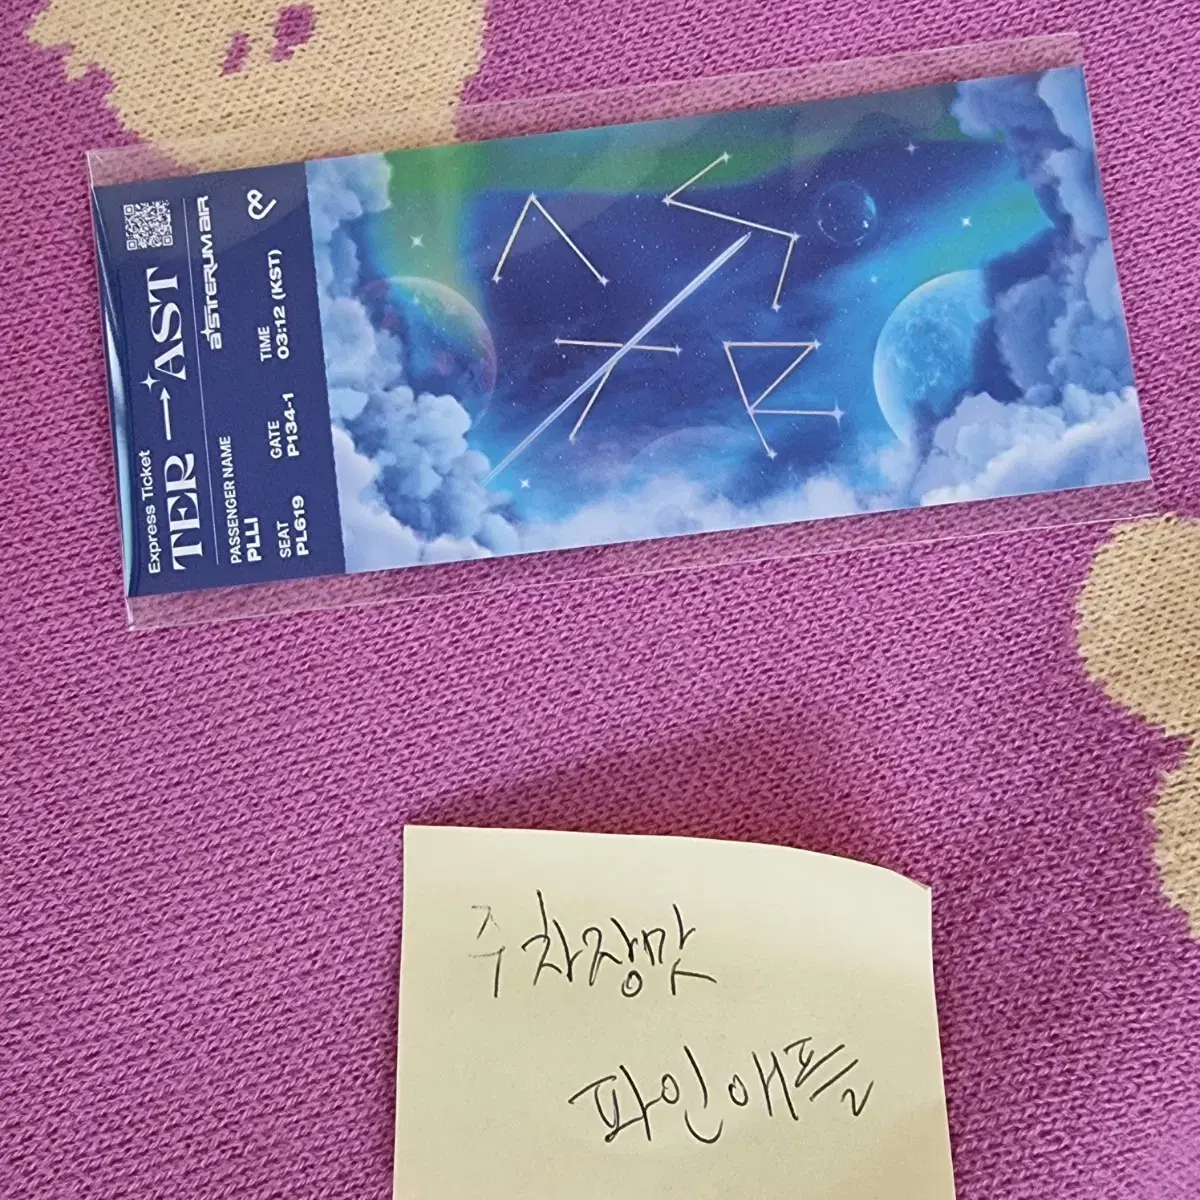 Express Ticket
TER → AST
aSTERUM aIR
PASSENGER NAME
PLLI
SEAT
PL619
GATE
P134-1
TIME
03:12 (KST)
주차장맛
파인애플